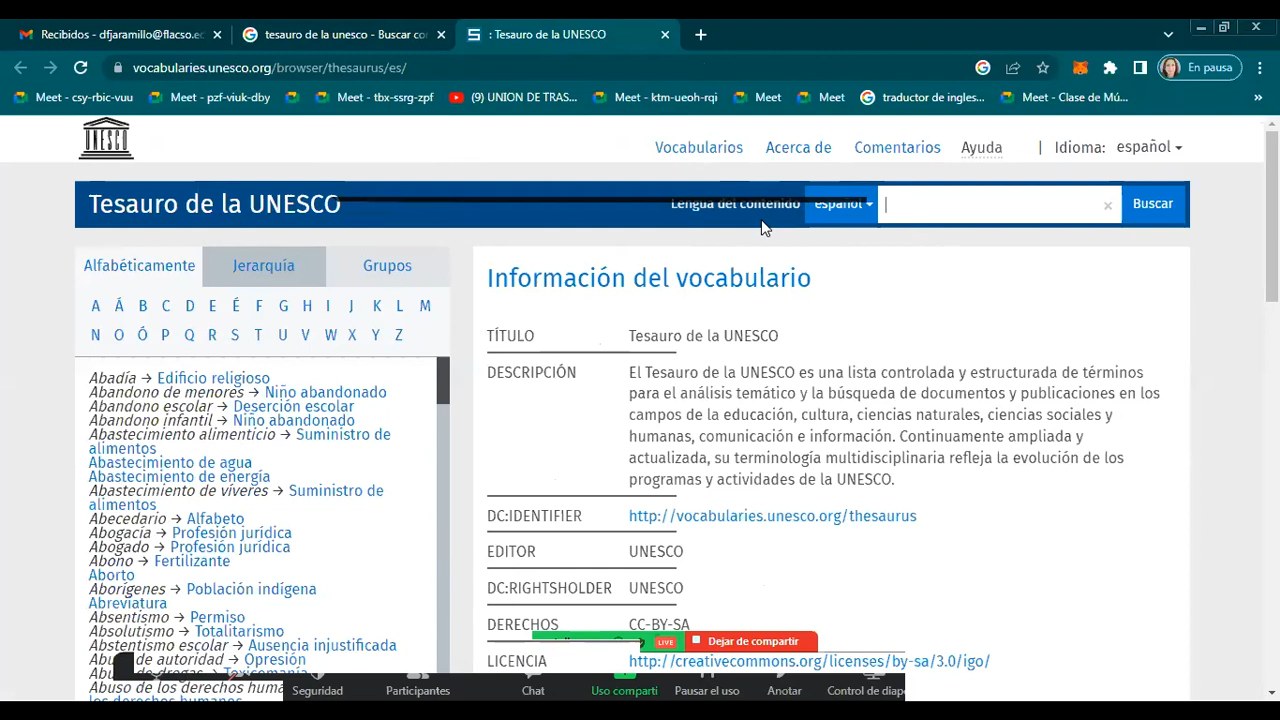 Recibidos - dfjaramillo@flacso.ec
tesauro de la unesco - Buscar co
: Tesauro de la UNESCO
vocabularies.unesco.org/browser/thesaurus/es/
En pausa
Meet - csy-rbic-vuu
Meet - pzf-viuk-dby
Meet - tbx-ssrg-zpf
(9) UNION DE TRAS...
Meet - ktm-ueoh-rqi
Meet
Meet
traductor de ingles...
Meet - Clase de Mú...
UNESCO
Vocabularios
Acerca de
Comentarios
Ayuda
Idioma: español
Tesauro de la UNESCO
Lengua del contenido
español
Buscar
Alfabéticamente
Jerarquía
Grupos
A Á B C D E É F G H I J K L M
N O Ó P Q R S T U V W X Y Z
Abadía → Edificio religioso
Abandono de menores → Niño abandonado
Abandono escolar → Deserción escolar
Abandono infantil → Niño abandonado
Abastecimiento alimenticio → Suministro de
alimentos
Abastecimiento de agua
Abastecimiento de energía
Abastecimiento de víveres → Suministro de
alimentos
Abecedario → Alfabeto
Abogacía → Profesión jurídica
Abogado → Profesión jurídica
Abono → Fertilizante
Aborto
Aborígenes → Población indígena
Abreviatura
Absentismo → Permiso
Absolutismo → Totalitarismo
Abstentismo escolar → Ausencia injustificada
de autoridad → Opresión
Abuso de los derechos
Información del vocabulario
TÍTULO
Tesauro de la UNESCO
DESCRIPCIÓN
El Tesauro de la UNESCO es una lista controlada y estructurada de términos
para el análisis temático y la búsqueda de documentos y publicaciones en los
campos de la educación, cultura, ciencias naturales, ciencias sociales y
humanas, comunicación e información. Continuamente ampliada y
actualizada, su terminología multidisciplinaria refleja la evolución de los
programas y actividades de la UNESCO.
DC:IDENTIFIER
http://vocabularies.unesco.org/thesaurus
EDITOR
UNESCO
DC:RIGHTSHOLDER
UNESCO
DERECHOS
CC-BY-SA
LIVE
Dejar de compartir
LICENCIA
http://creativecommons.org/licenses/by-sa/3.0/igo/
Seguridad
Participantes
Chat
Uso comparti
Pausar el uso
Anotar
Control de diap